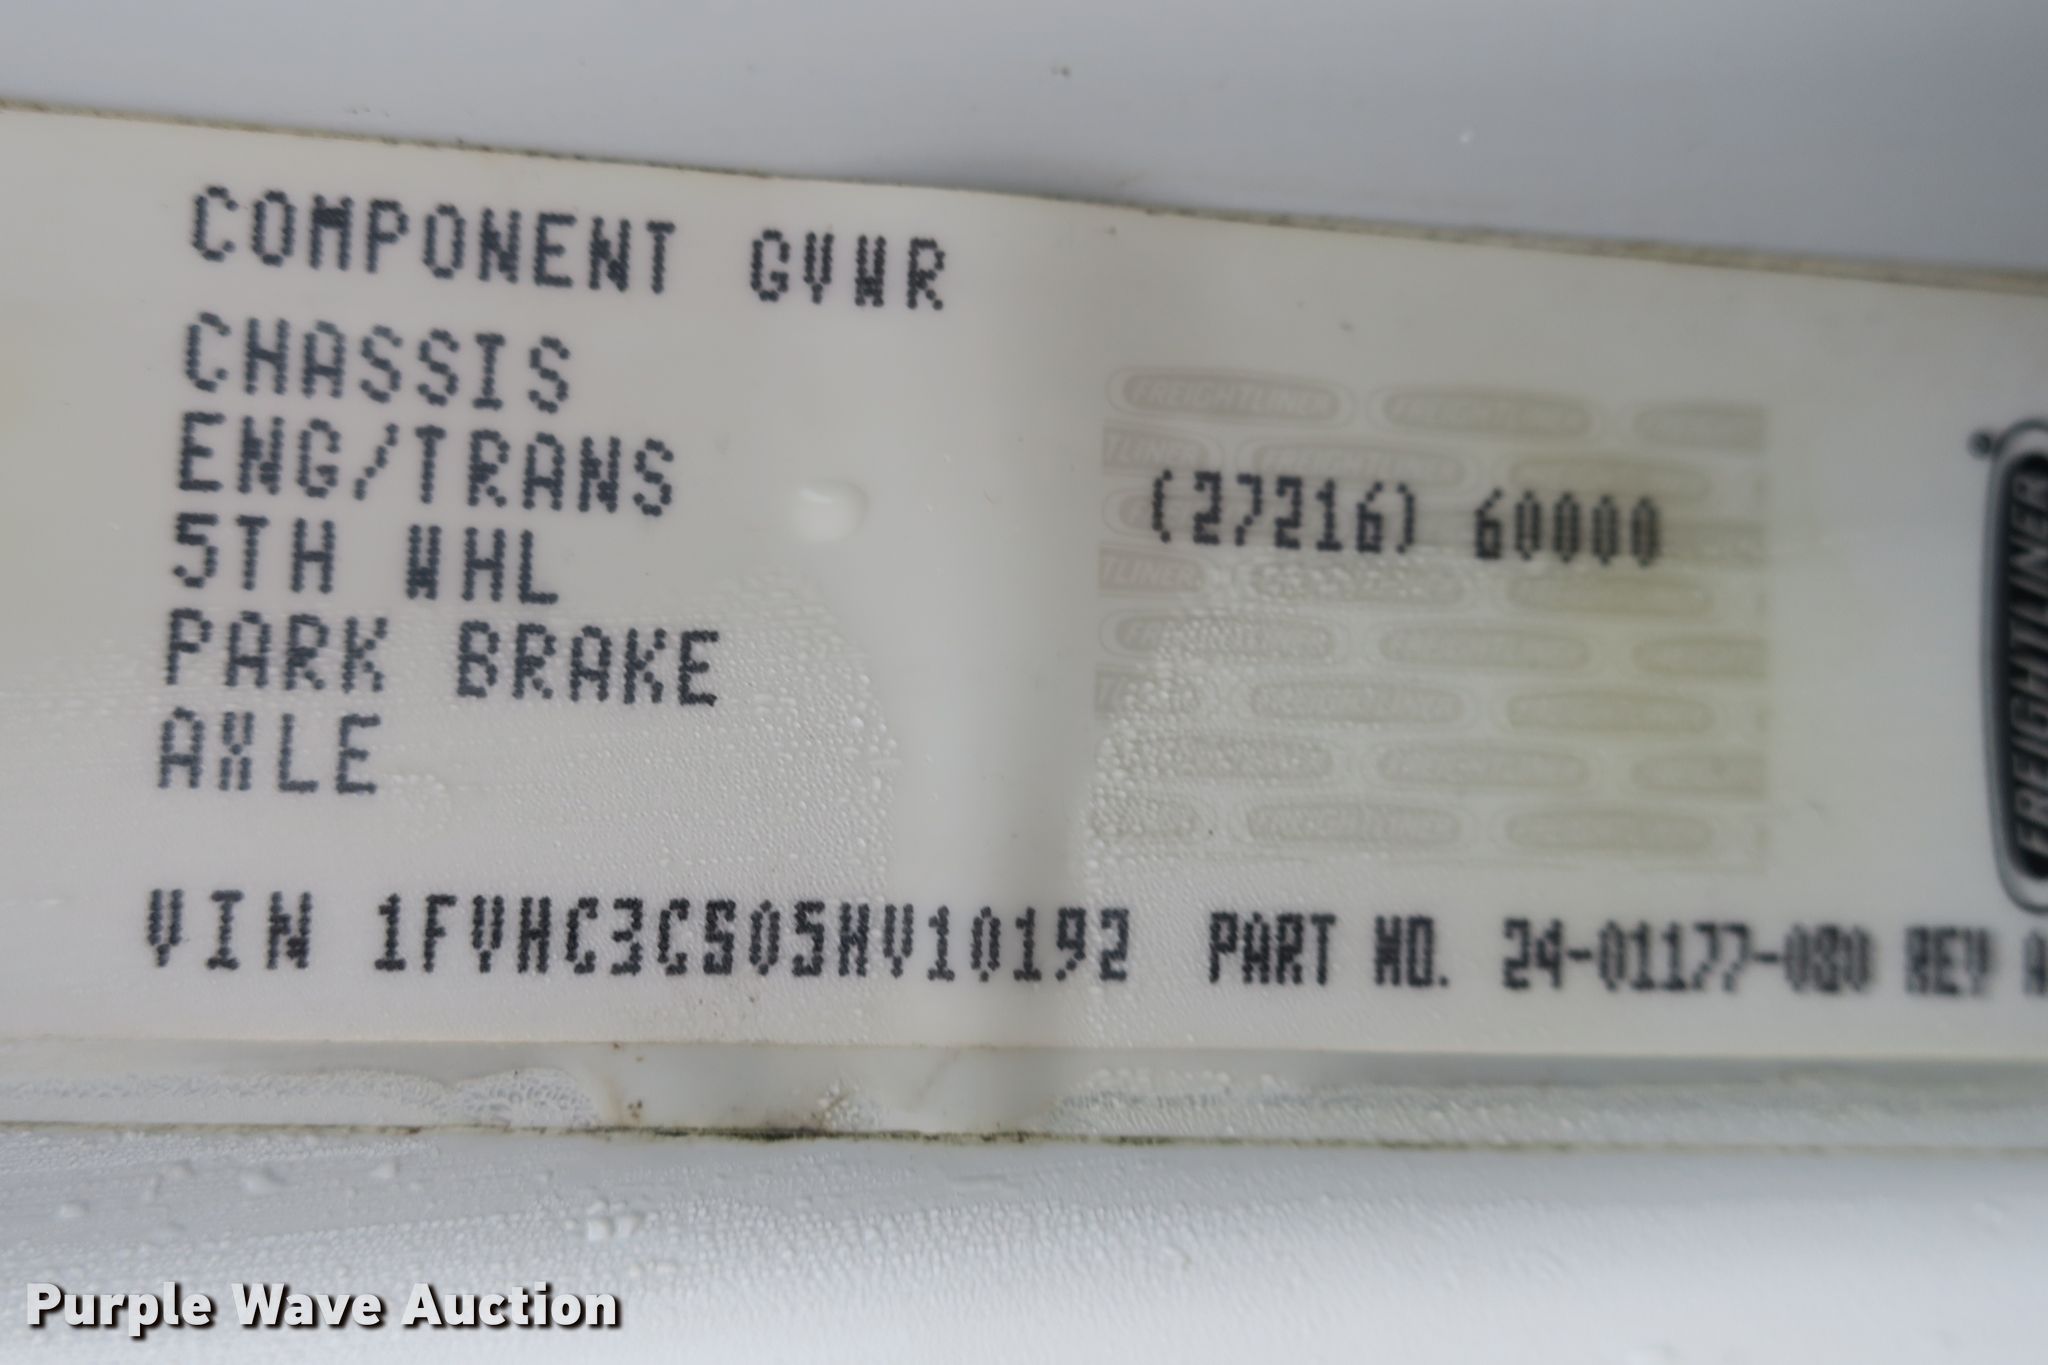 COMPONENT GVWR
CHASSIS
ENG/TRANS
5TH WHL
PARK BRAKE
AXLE
(27216) 60000
VIN 1FVHC3CS05HV10192 PART NO. 24-01177-080 REV A
FREIGHTLINER
Purple Wave Auction